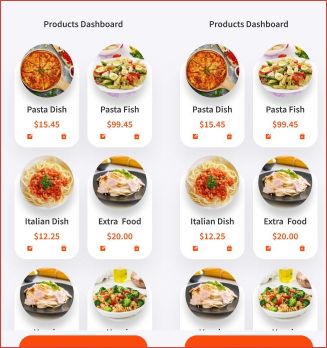 Products Dashboard Products Dashboard
Pasta Dish Pasta Fish Pasta Dish Pasta Fish
$15.45 $99.45 $15.45 $99.45
Italian Dish Extra Food Italian Dish Extra Food
$12.25 $20.00 $12.25 $20.00